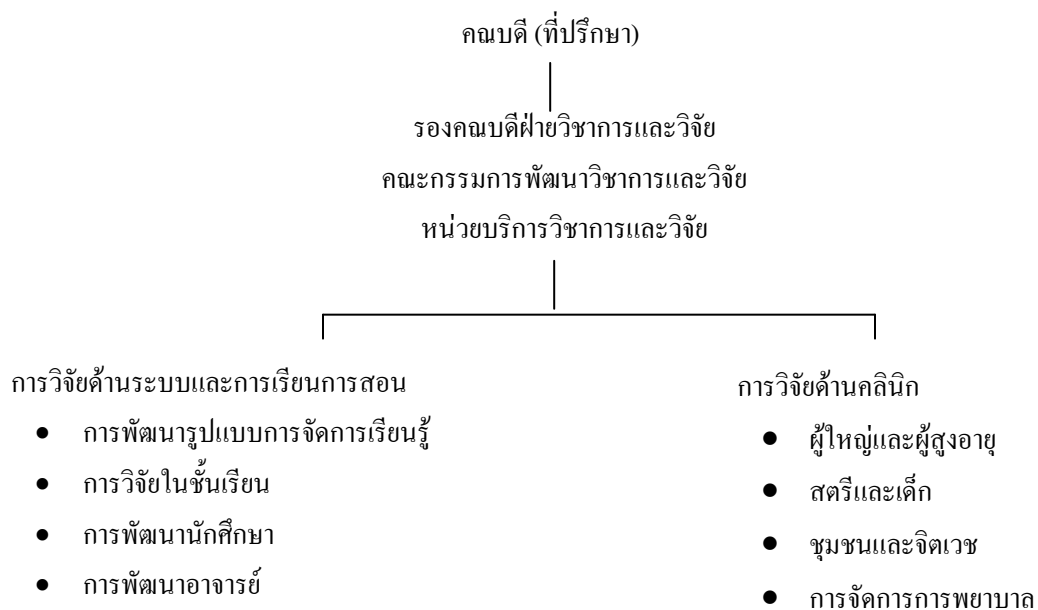 คณบดี (ที่ปรึกษา)
รองคณบดีฝ่ายวิชาการและวิจัย
คณะกรรมการพัฒนาวิชาการและวิจัย
หน่วยบริการวิชาการและวิจัย
การวิจัยด้านระบบและการเรียนการสอน
● การพัฒนารูปแบบการจัดการเรียนรู้
● การวิจัยในชั้นเรียน
● การพัฒนานักศึกษา
● การพัฒนาอาจารย์
การวิจัยด้านคลินิก
● ผู้ใหญ่และผู้สูงอายุ
● สตรีและเด็ก
● ชุมชนและจิตเวช
● การจัดการการพยาบาล